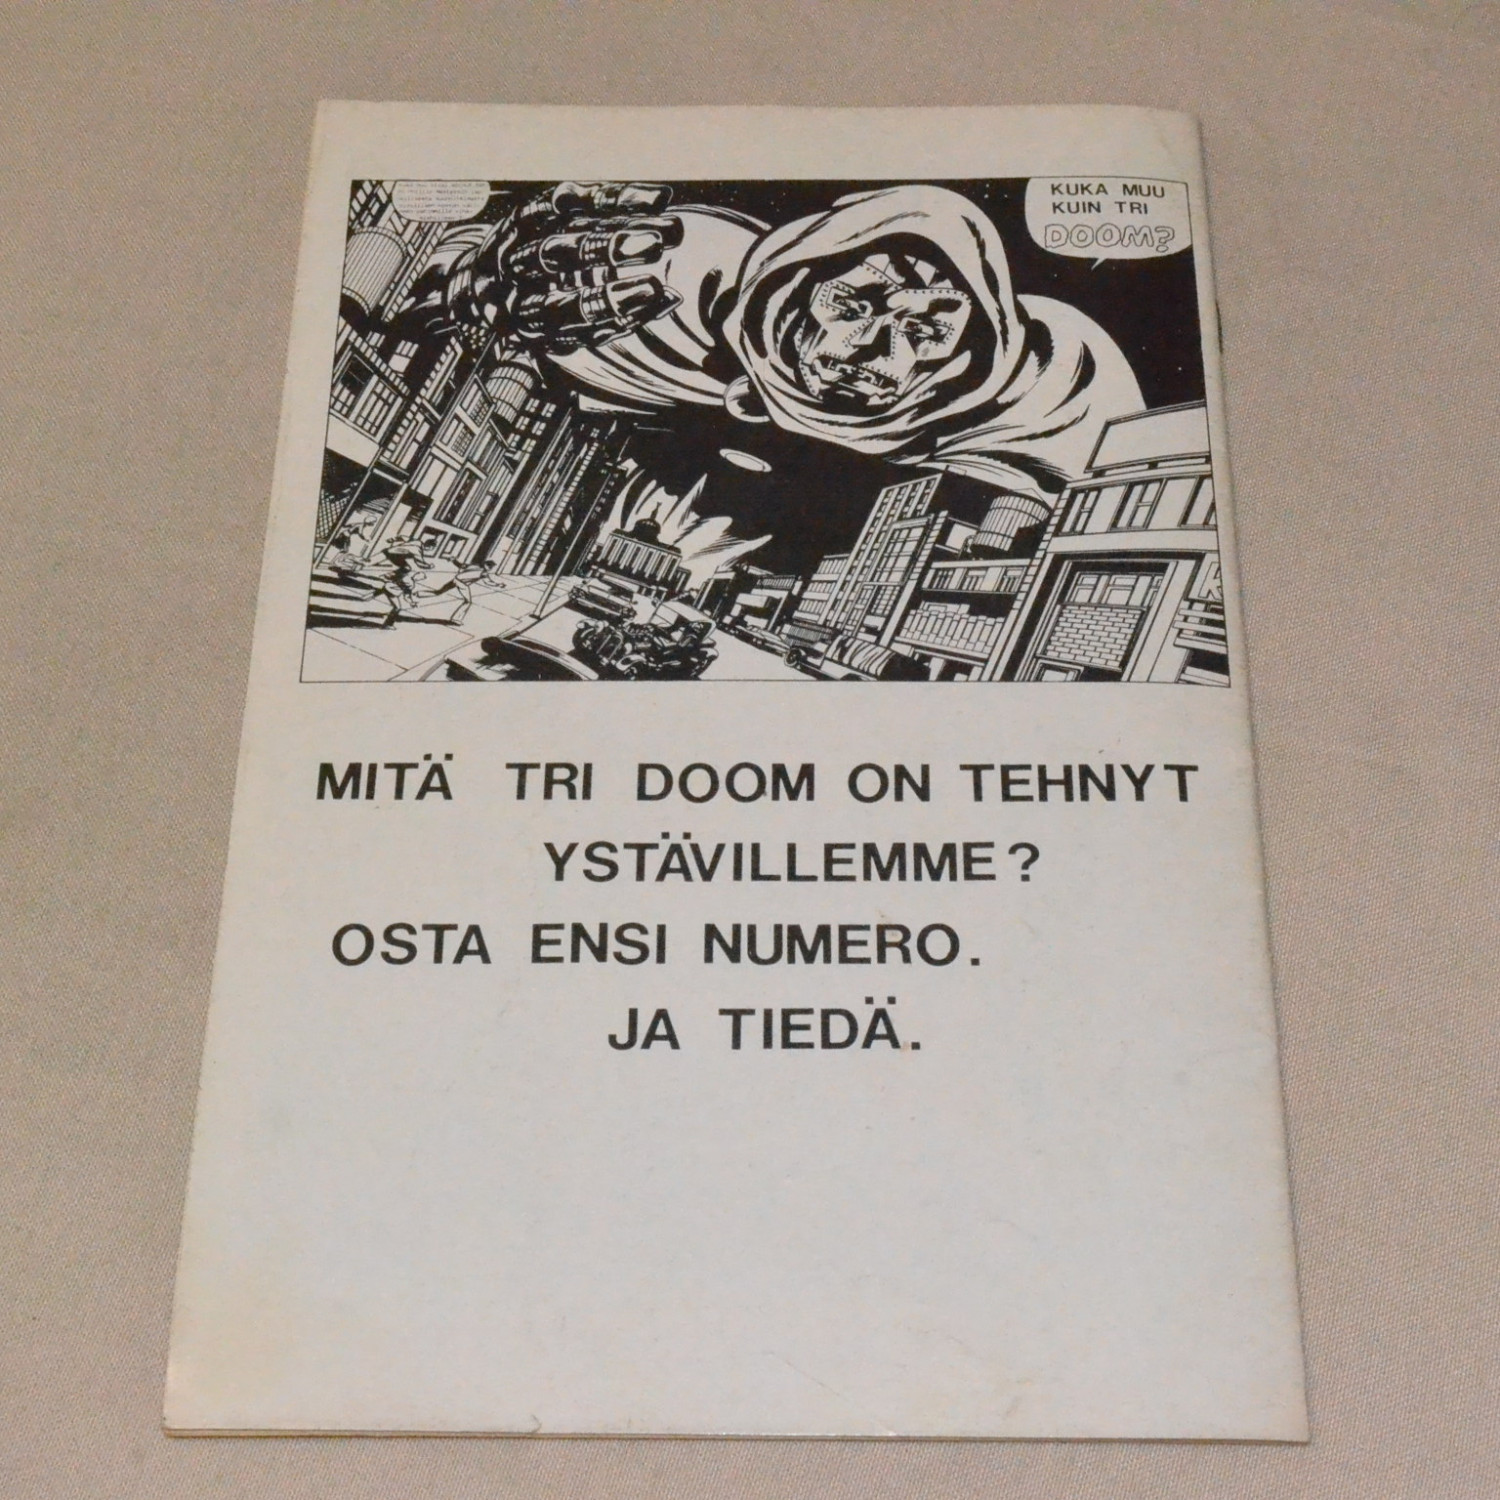 KUKA MUU
KUIN TRI
DOOM?
MITÄ TRI DOOM ON TEHNYT
YSTÄVILLEMME?
OSTA ENSI NUMERO.
JA TIEDÄ.